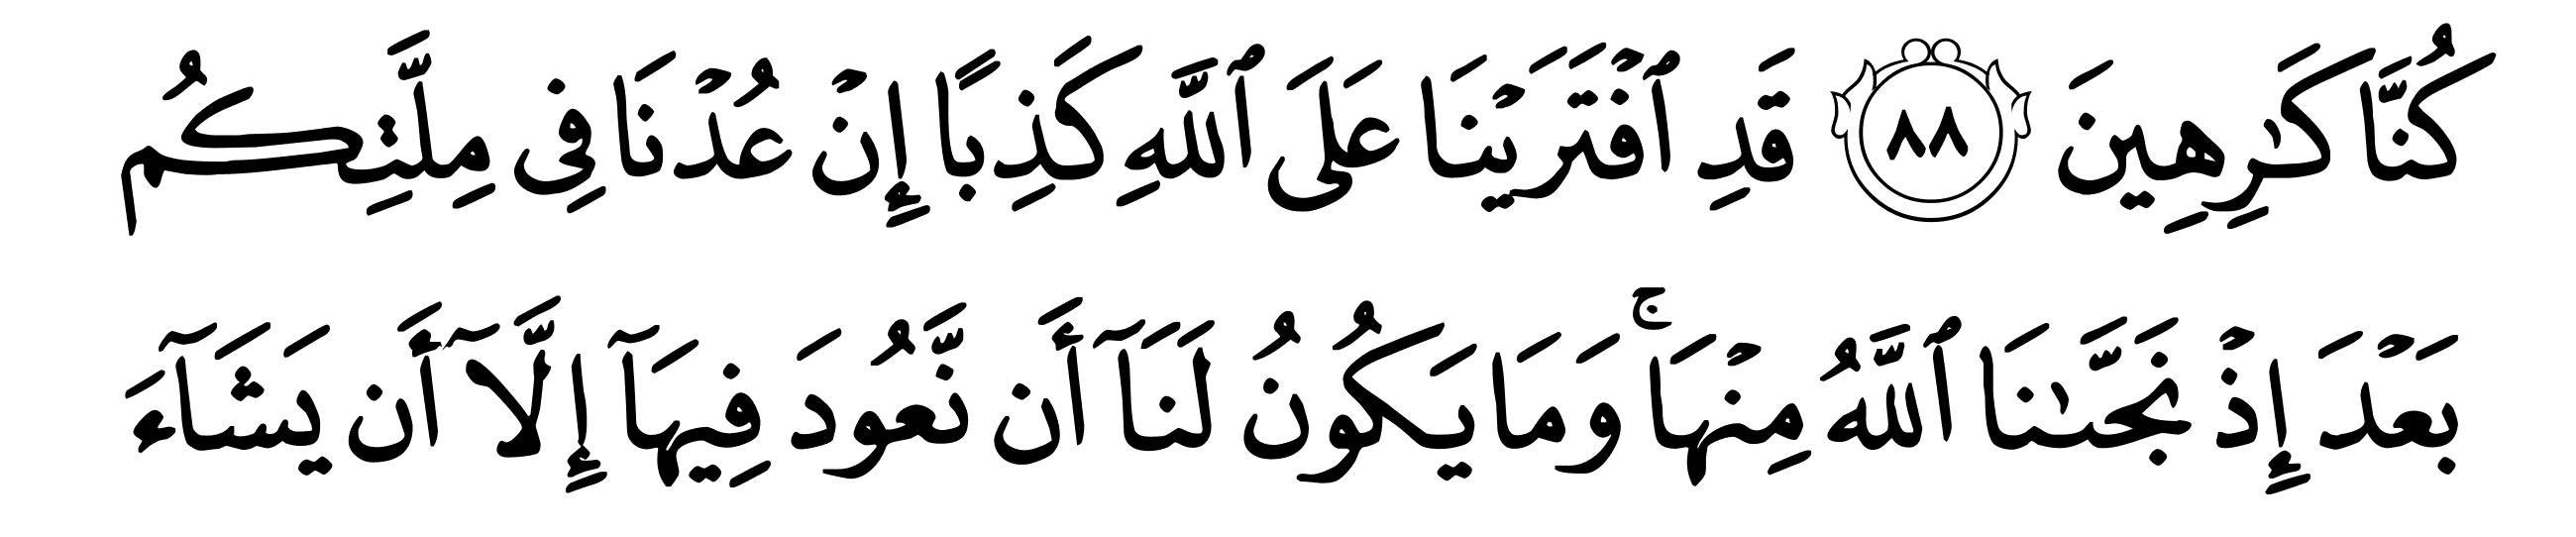 كُنَّا كَٰرِهِينَ ٨٨ قَدِ ٱفۡتَرَيۡنَا عَلَى ٱللَّهِ كَذِبًا إِنۡ عُدۡنَا فِي مِلَّتِكُم
بَعۡدَ إِذۡ نَجَّىٰنَا ٱللَّهُ مِنۡهَاۚ وَمَا يَكُونُ لَنَآ أَن نَّعُودَ فِيهَآ إِلَّآ أَن يَشَآءَ